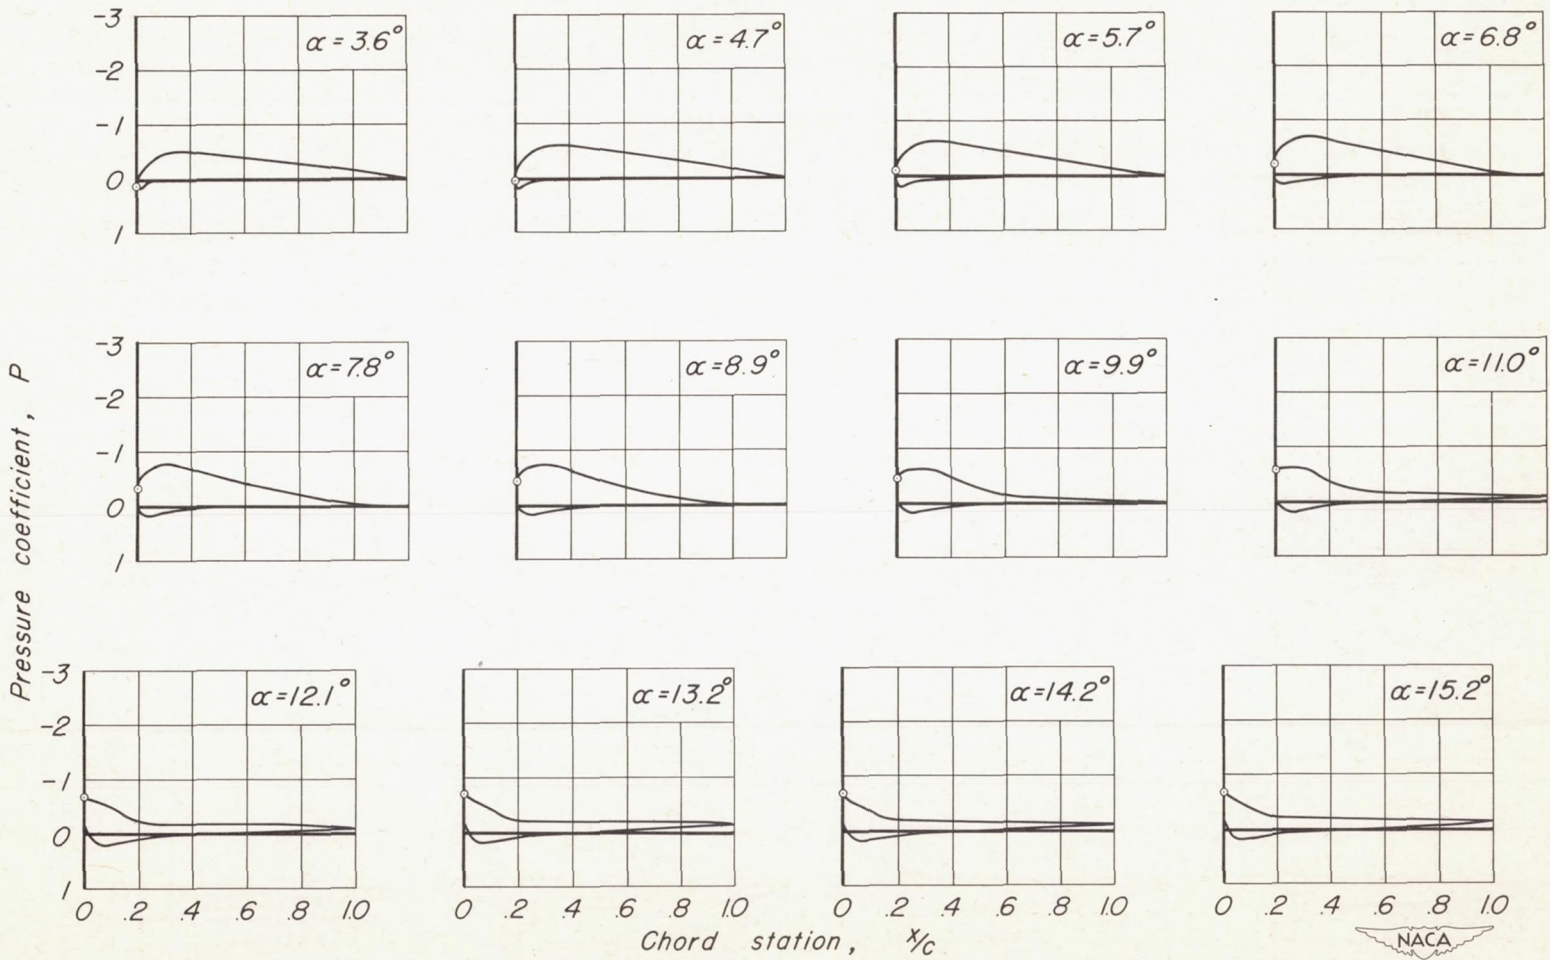 -3
α = 3.6°
α = 4.7°
α = 5.7°
α = 6.8°
-2
-1
0
1
-3
α = 7.8°
α = 8.9°
α = 9.9°
α = 11.0°
-2
-1
0
1
Pressure coefficient, P
-3
α = 12.1°
α = 13.2°
α = 14.2°
α = 15.2°
-2
-1
0
1
0 .2 .4 .6 .8 1.0
0 .2 .4 .6 .8 1.0
0 .2 .4 .6 .8 1.0
0 .2 .4 .6 .8 1.0
Chord station, x/c
NACA